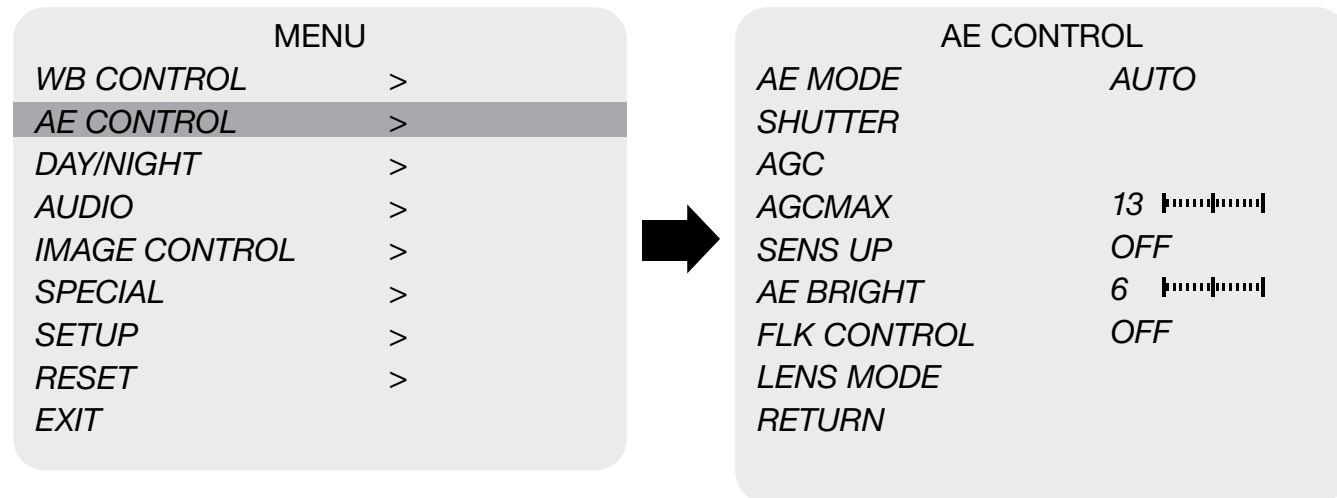 MENU
WB CONTROL >
AE CONTROL >
DAY/NIGHT >
AUDIO >
IMAGE CONTROL >
SPECIAL >
SETUP >
RESET >
EXIT
AE CONTROL
AE MODE AUTO
SHUTTER
AGC
AGCMAX 13
SENS UP OFF
AE BRIGHT 6
FLK CONTROL OFF
LENS MODE
RETURN